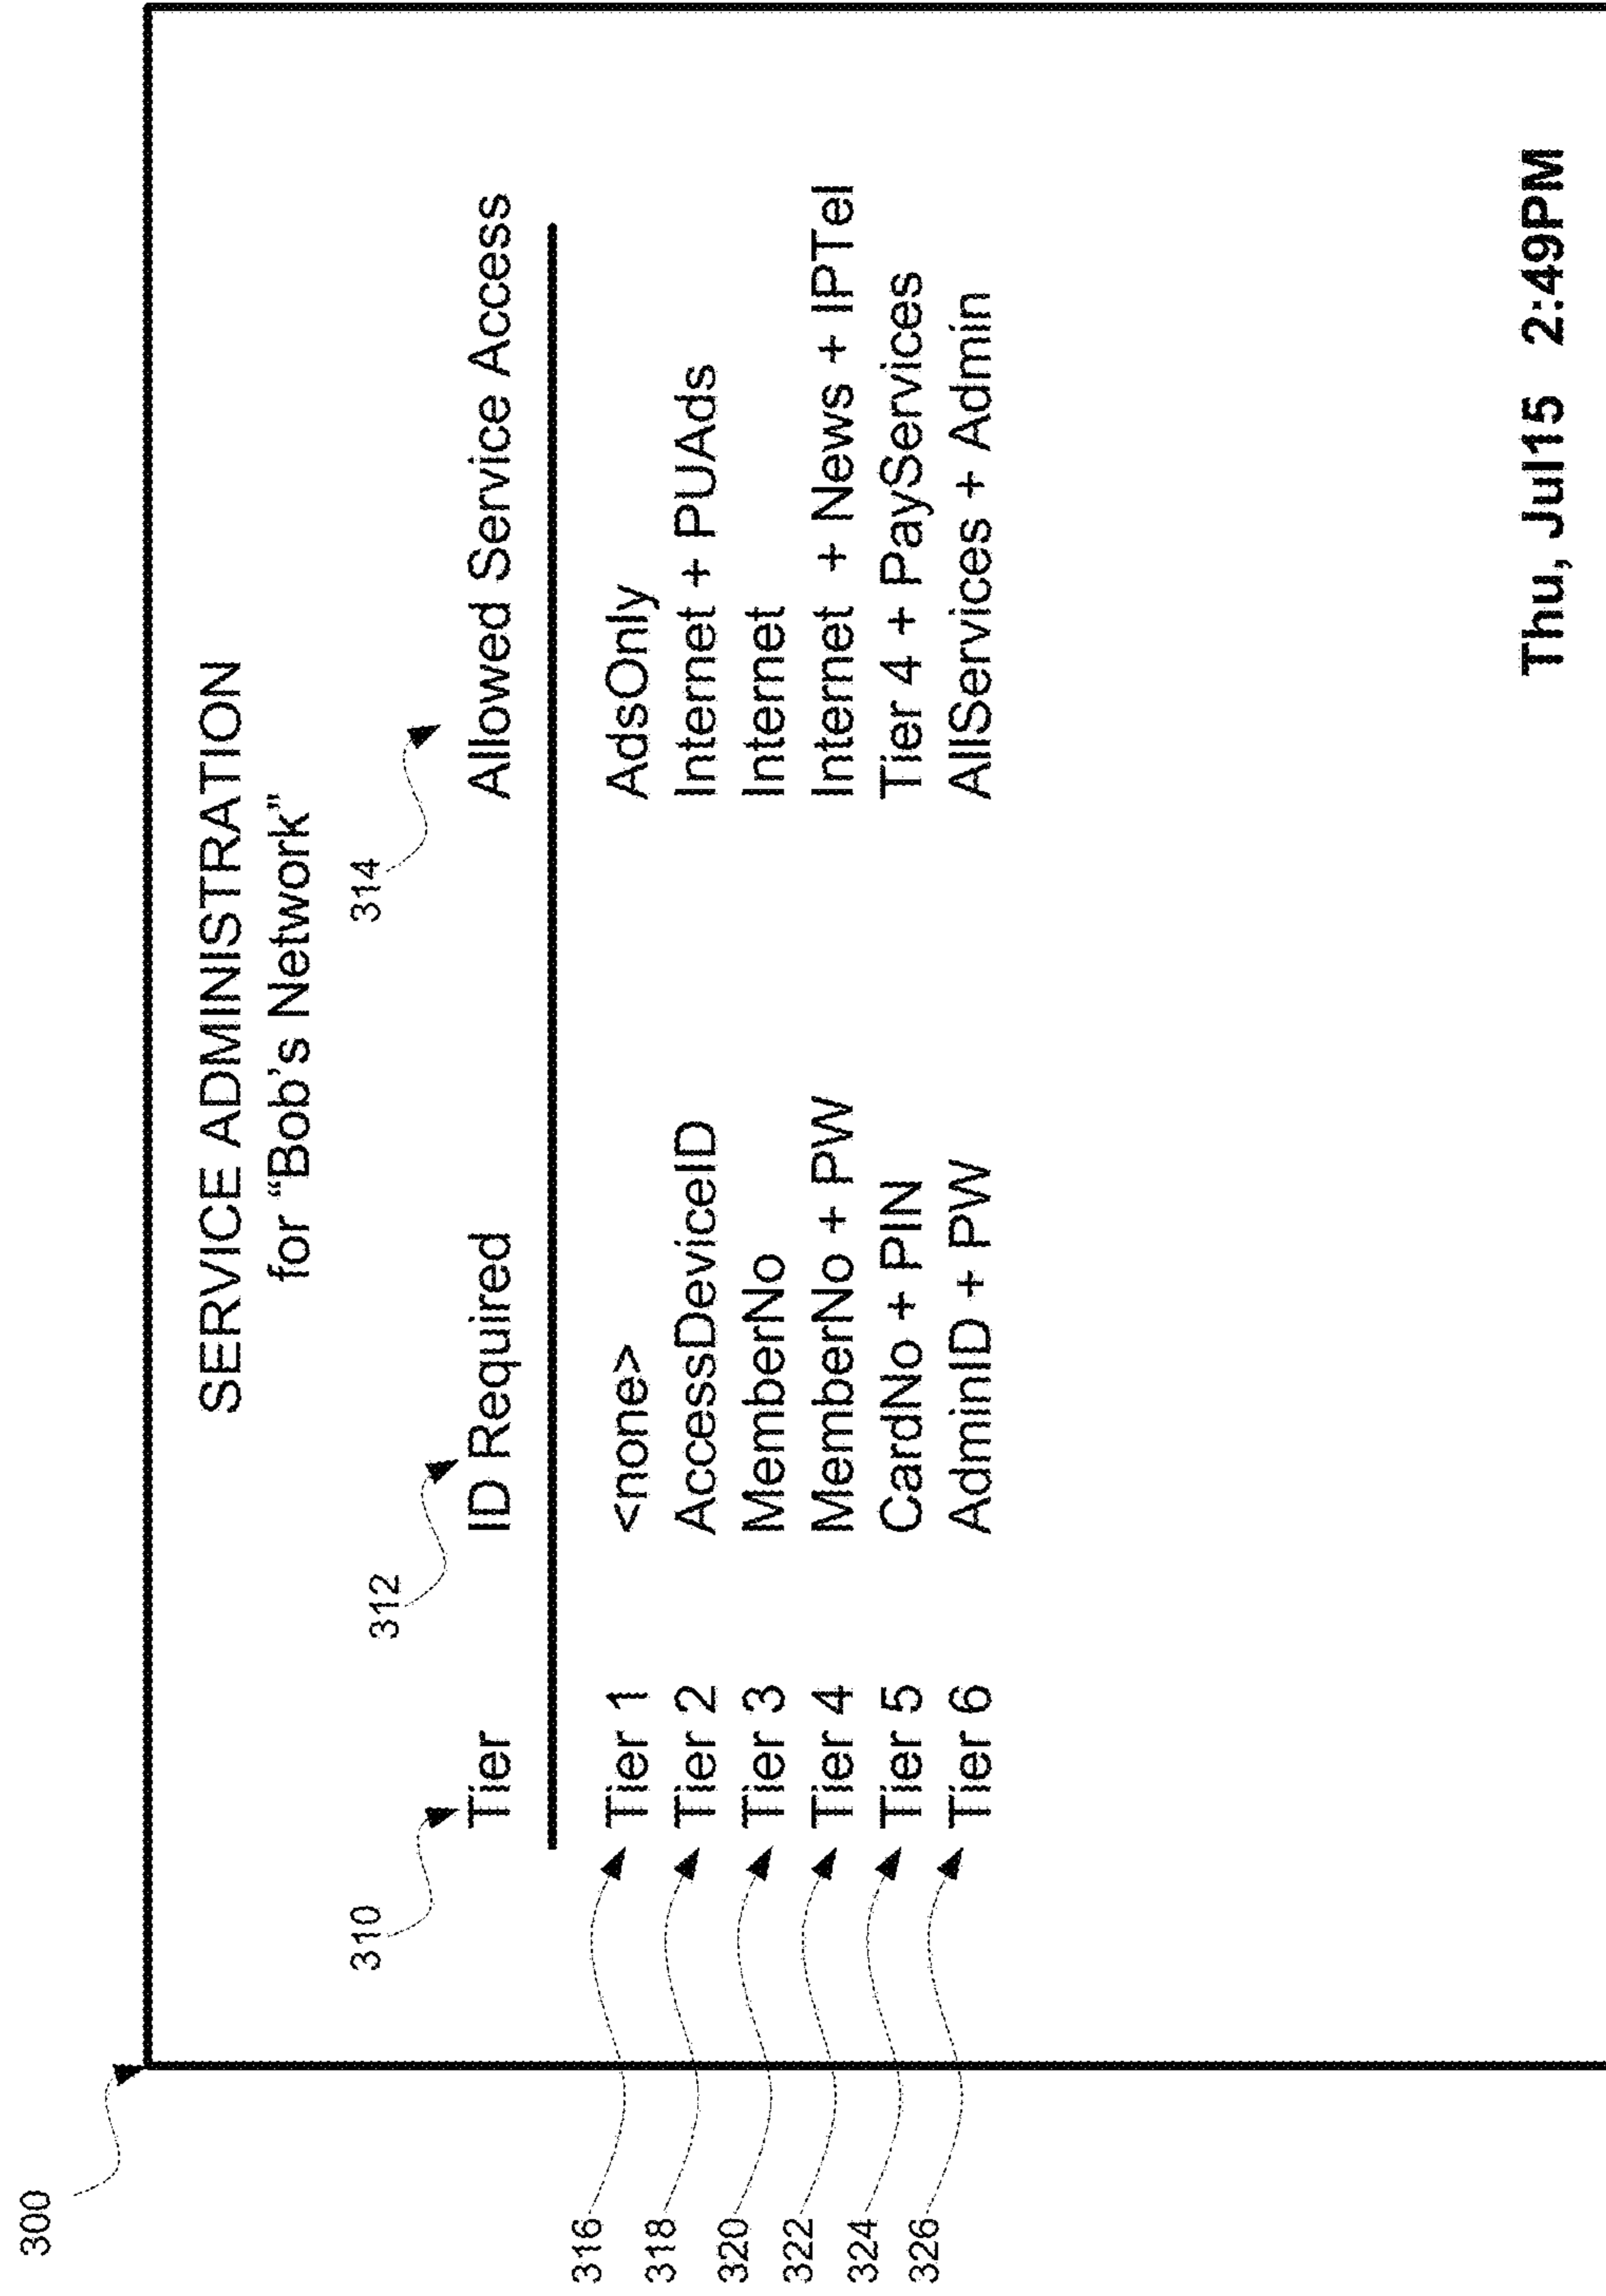 300
SERVICE ADMINISTRATION
for “Bob’s Network”
310 312 314
Tier ID Required Allowed Service Access
316 Tier 1 <none> AdsOnly
318 Tier 2 AccessDeviceID Internet + PUAds
320 Tier 3 MemberNo Internet
322 Tier 4 MemberNo + PW Internet + News + IPTel
324 Tier 5 CardNo + PIN Tier 4 + PayServices
326 Tier 6 AdminID + PW AllServices + Admin
Thu, Jul15 2:49PM